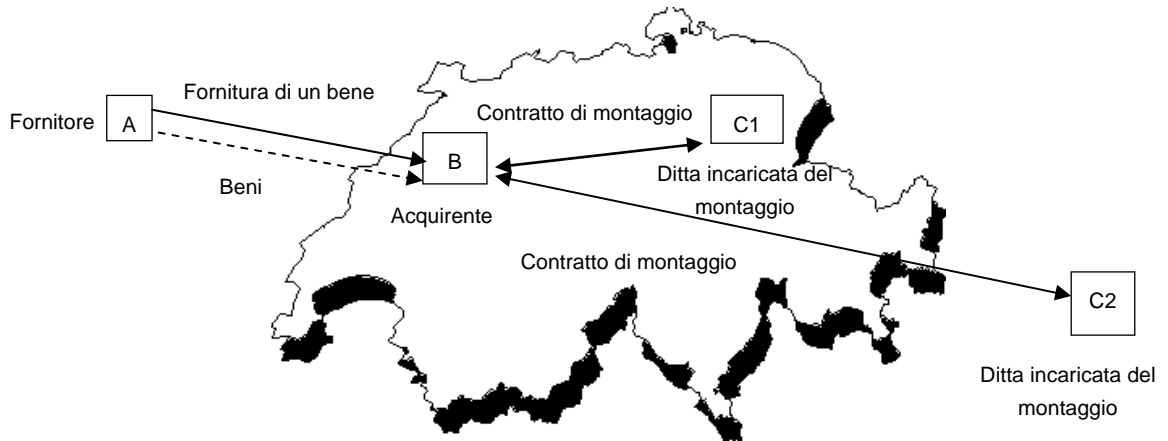 Fornitura di un bene
Fornitore
A
Contratto di montaggio
C1
B
Beni
Ditta incaricata del
montaggio
Acquirente
Contratto di montaggio
C2
Ditta incaricata del
montaggio